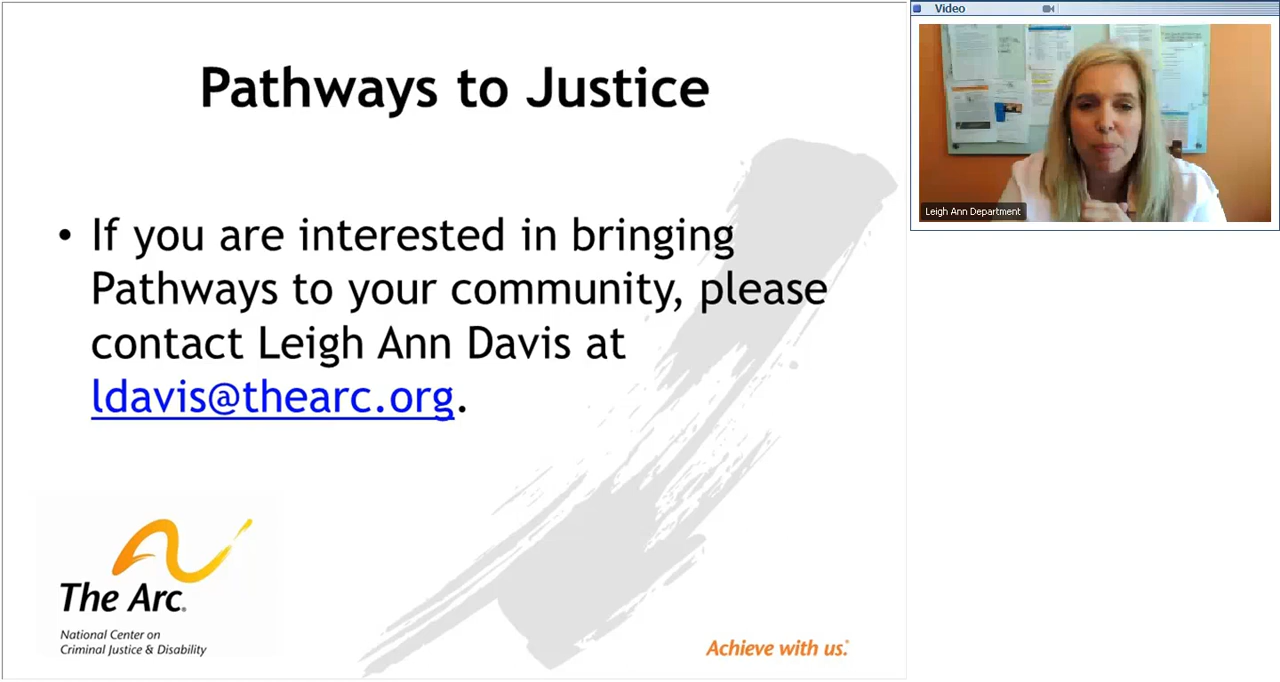 Pathways to Justice
• If you are interested in bringing
Pathways to your community, please
contact Leigh Ann Davis at
ldavis@thearc.org.
The Arc®
National Center on
Criminal Justice & Disability
Achieve with us.®
Video
Leigh Ann Department